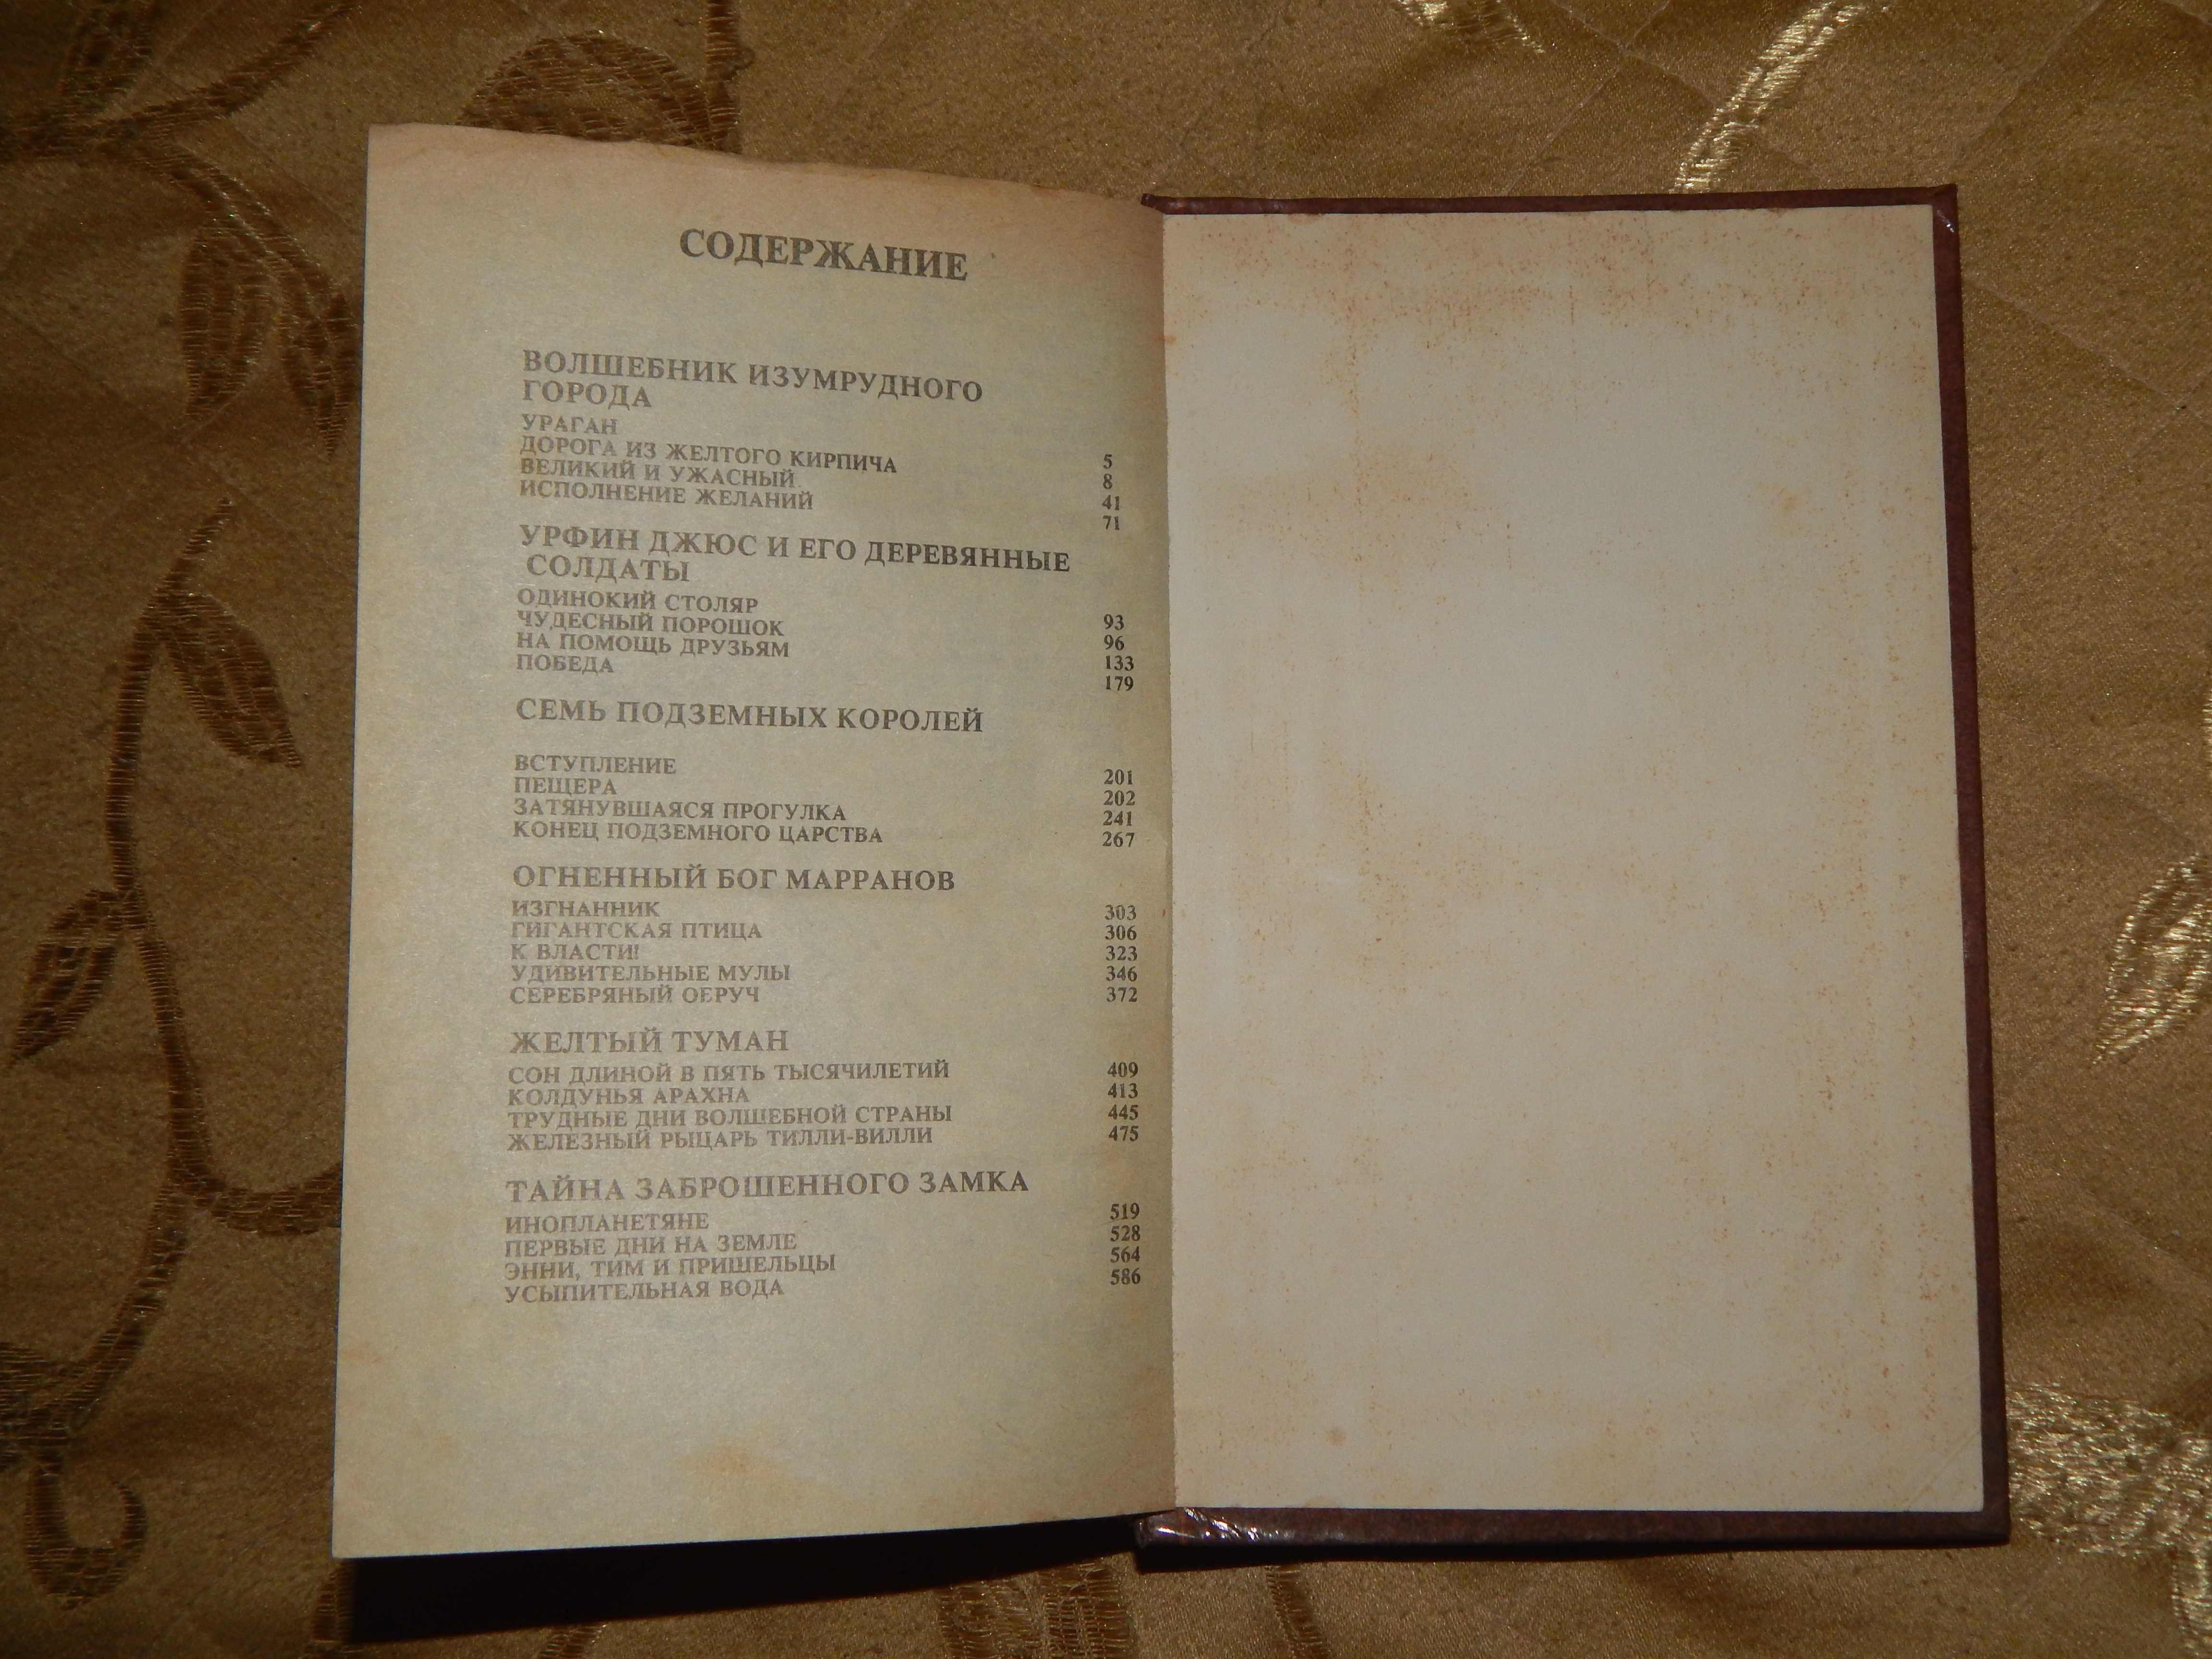 СОДЕРЖАНИЕ
ВОЛШЕБНИК ИЗУМРУДНОГО
ГОРОДА
УРАГАН 5
ДОРОГА ИЗ ЖЕЛТОГО КИРПИЧА 8
ВЕЛИКИЙ И УЖАСНЫЙ 41
ИСПОЛНЕНИЕ ЖЕЛАНИЙ 71
УРФИН ДЖЮС И ЕГО ДЕРЕВЯННЫЕ
СОЛДАТЫ
ОДИНОКИЙ СТОЛЯР 93
ЧУДЕСНЫЙ ПОРОШОК 96
НА ПОМОЩЬ ДРУЗЬЯМ 133
ПОБЕДА 179
СЕМЬ ПОДЗЕМНЫХ КОРОЛЕЙ
ВСТУПЛЕНИЕ 201
ПЕЩЕРА 202
ЗАТЯНУВШАЯСЯ ПРОГУЛКА 241
КОНЕЦ ПОДЗЕМНОГО ЦАРСТВА 267
ОГНЕННЫЙ БОГ МАРРАНОВ
ИЗГНАННИК 303
ГИГАНТСКАЯ ПТИЦА 306
К ВЛАСТИ! 323
УДИВИТЕЛЬНЫЕ МУЛЫ 346
СЕРЕБРЯНЫЙ ОБРУЧ 372
ЖЕЛТЫЙ ТУМАН
СОН ДЛИНОЙ В ПЯТЬ ТЫСЯЧИЛЕТИЙ 409
КОЛДУНЬЯ АРАХНА 413
ТРУДНЫЕ ДНИ ВОЛШЕБНОЙ СТРАНЫ 445
ЖЕЛЕЗНЫЙ РЫЦАРЬ ТИЛЛИ-ВИЛЛИ 475
ТАЙНА ЗАБРОШЕННОГО ЗАМКА
ИНОПЛАНЕТЯНЕ 519
ПЕРВЫЕ ДНИ НА ЗЕМЛЕ 528
ЭННИ, ТИМ И ПРИШЕЛЬЦЫ 564
УСЫПИТЕЛЬНАЯ ВОДА 586